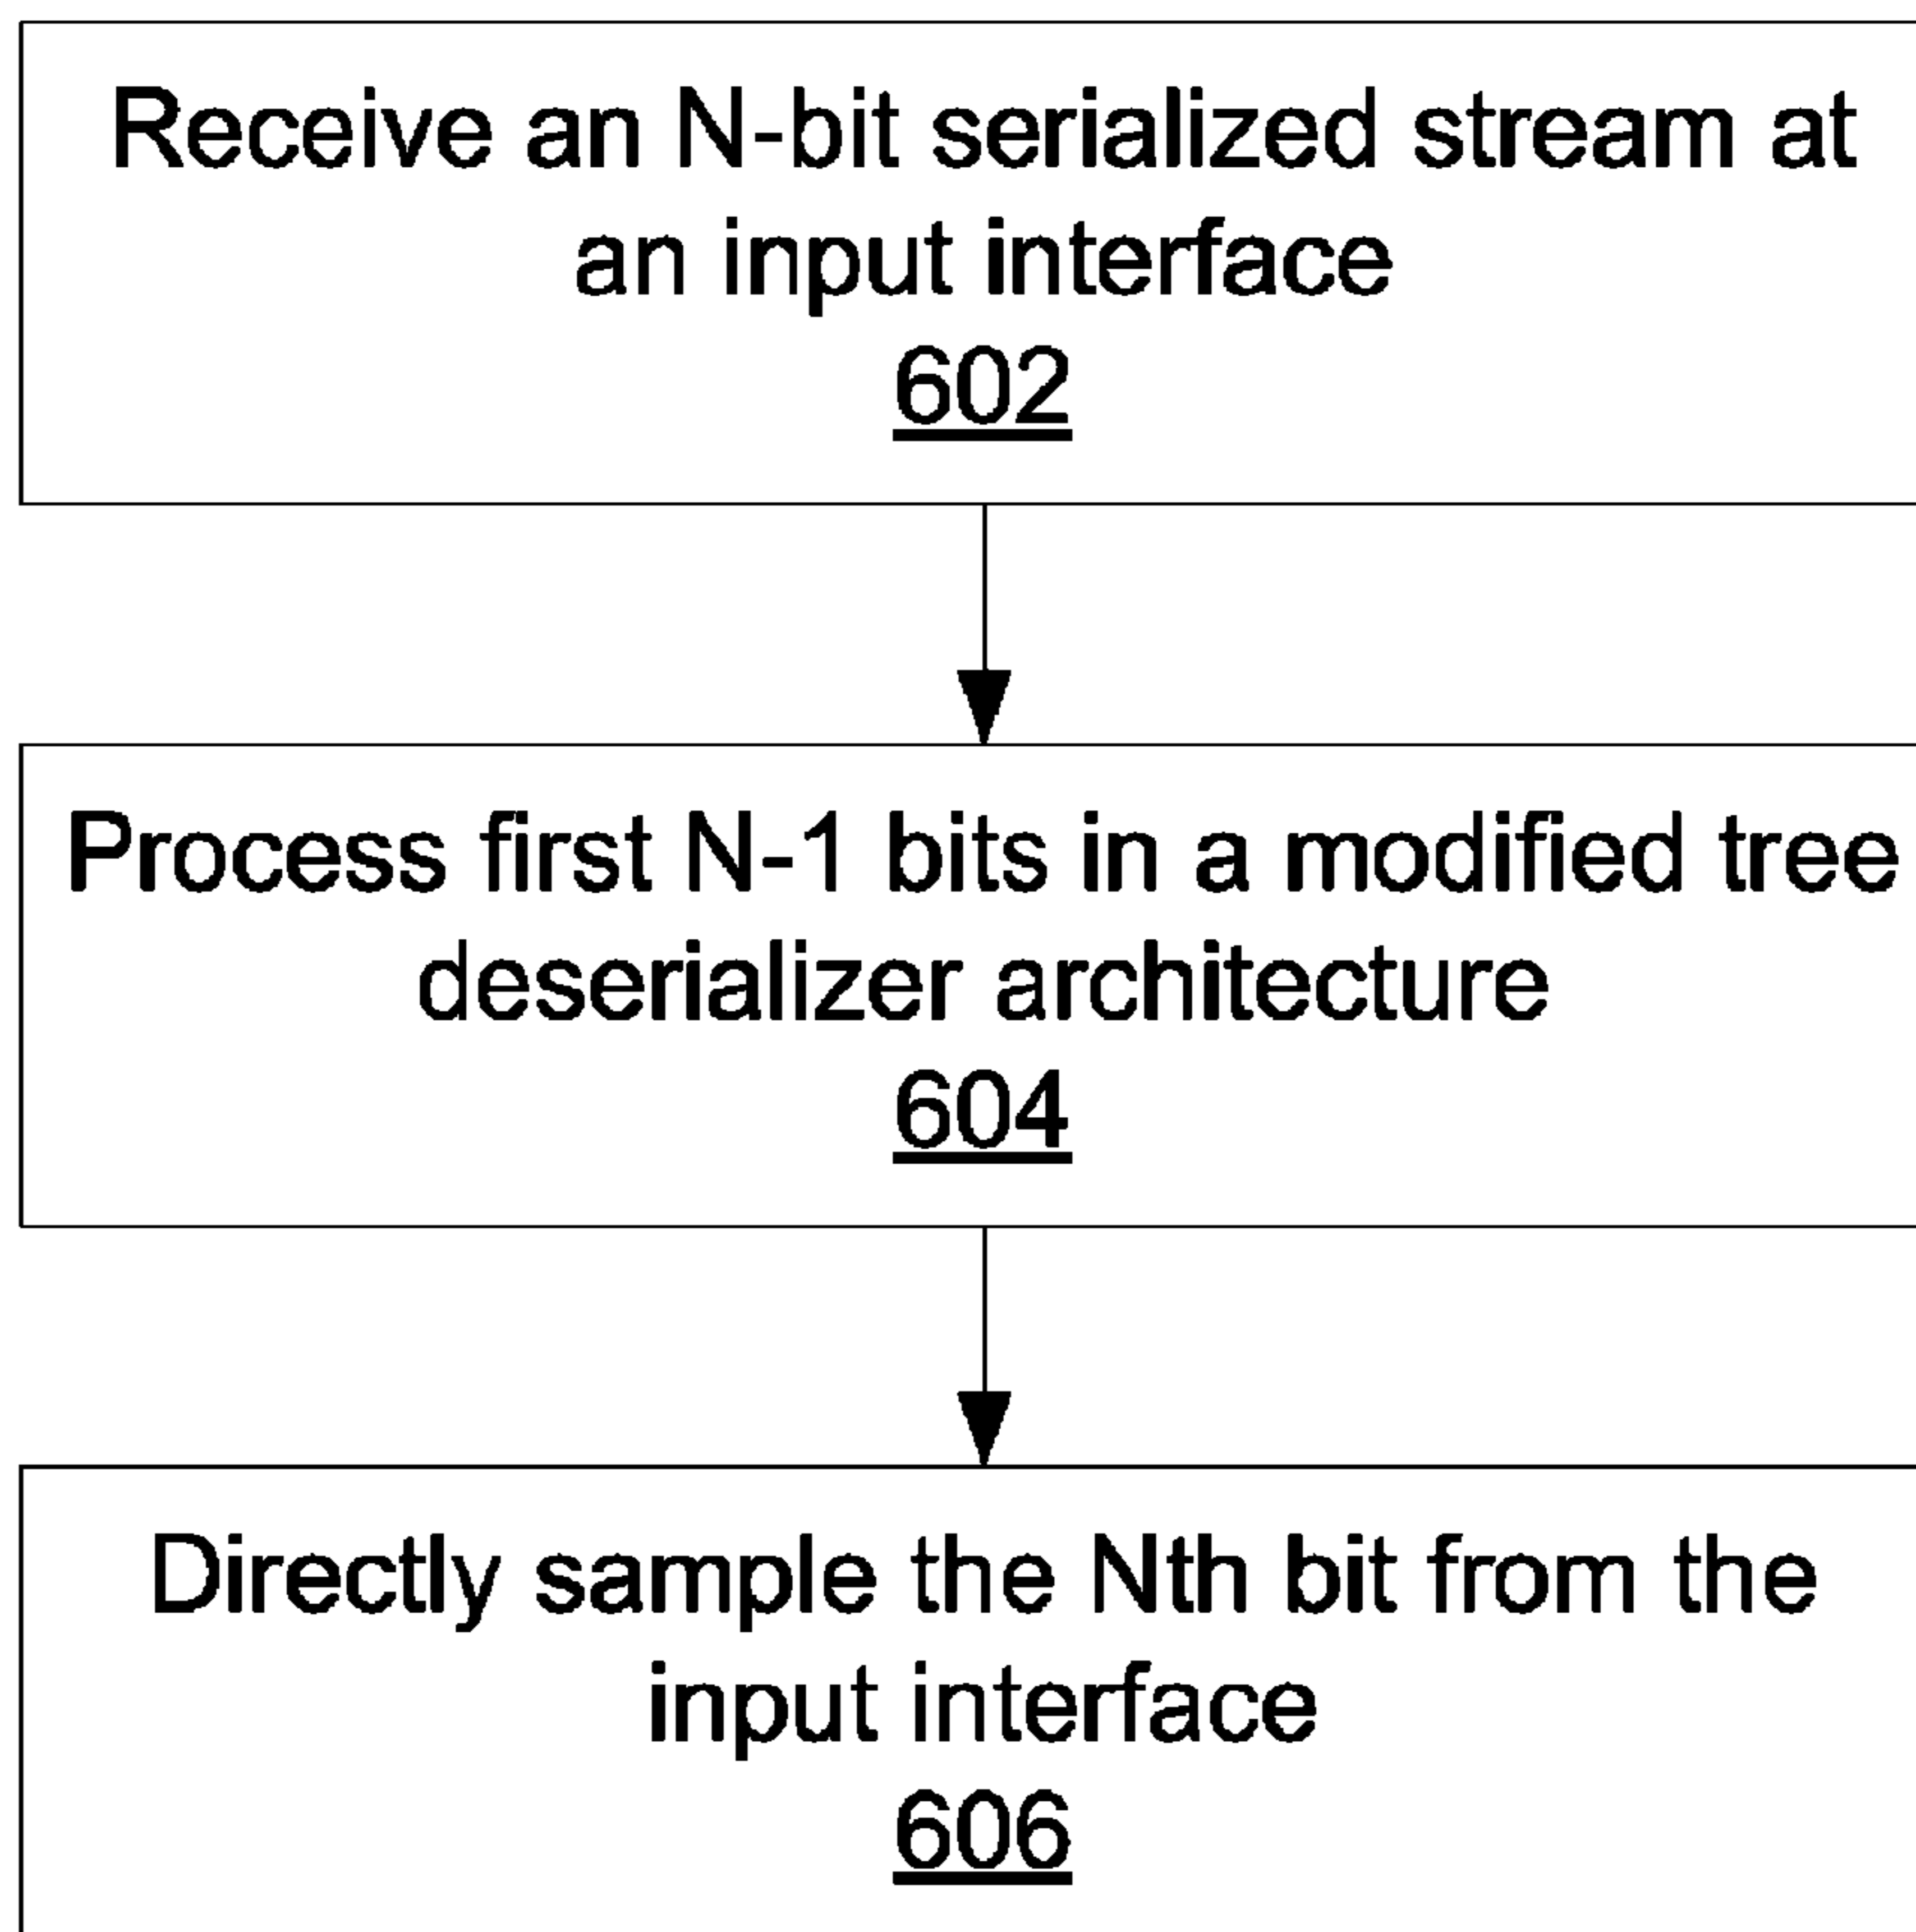 Receive an N-bit serialized stream at
an input interface
602
Process first N-1 bits in a modified tree
deserializer architecture
604
Directly sample the Nth bit from the
input interface
606